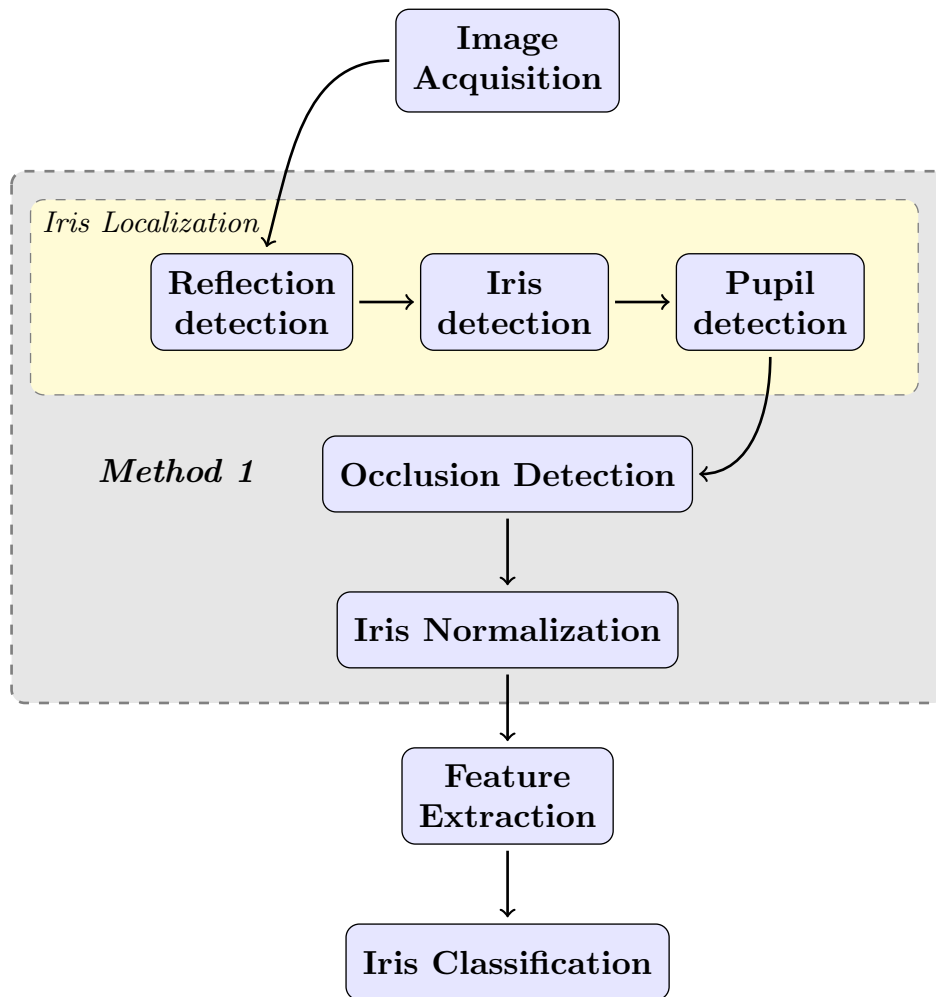 Image
Acquisition
Iris Localization
Reflection
detection
Iris
detection
Pupil
detection
Method 1
Occlusion Detection
Iris Normalization
Feature
Extraction
Iris Classification